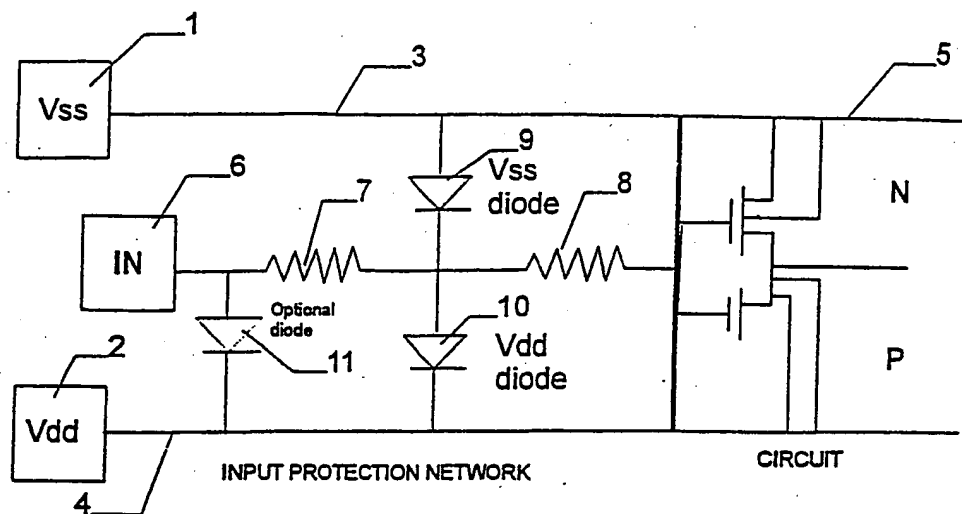 1
3
5
Vss
9
6
Vss
diode
8
N
7
IN
Optional
diode
10
2
11
Vdd
diode
P
Vdd
INPUT PROTECTION NETWORK
CIRCUIT
4